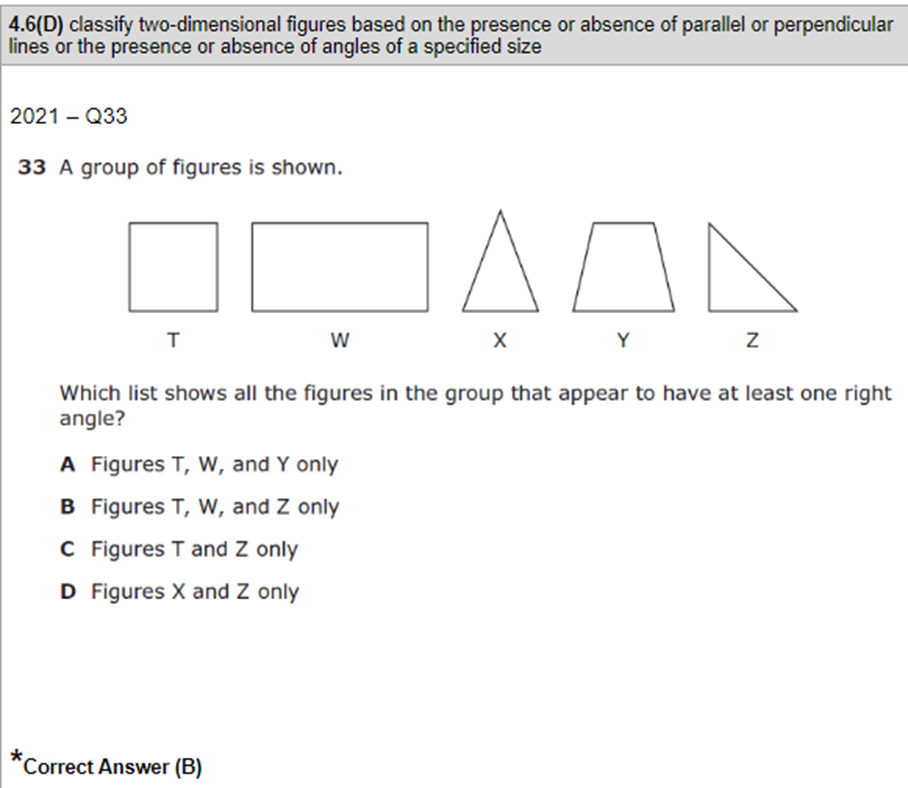 4.6(D) classify two-dimensional figures based on the presence or absence of parallel or perpendicular
lines or the presence or absence of angles of a specified size
2021 – Q33
33 A group of figures is shown.
T W X Y Z
Which list shows all the figures in the group that appear to have at least one right
angle?
A Figures T, W, and Y only
B Figures T, W, and Z only
C Figures T and Z only
D Figures X and Z only
*Correct Answer (B)